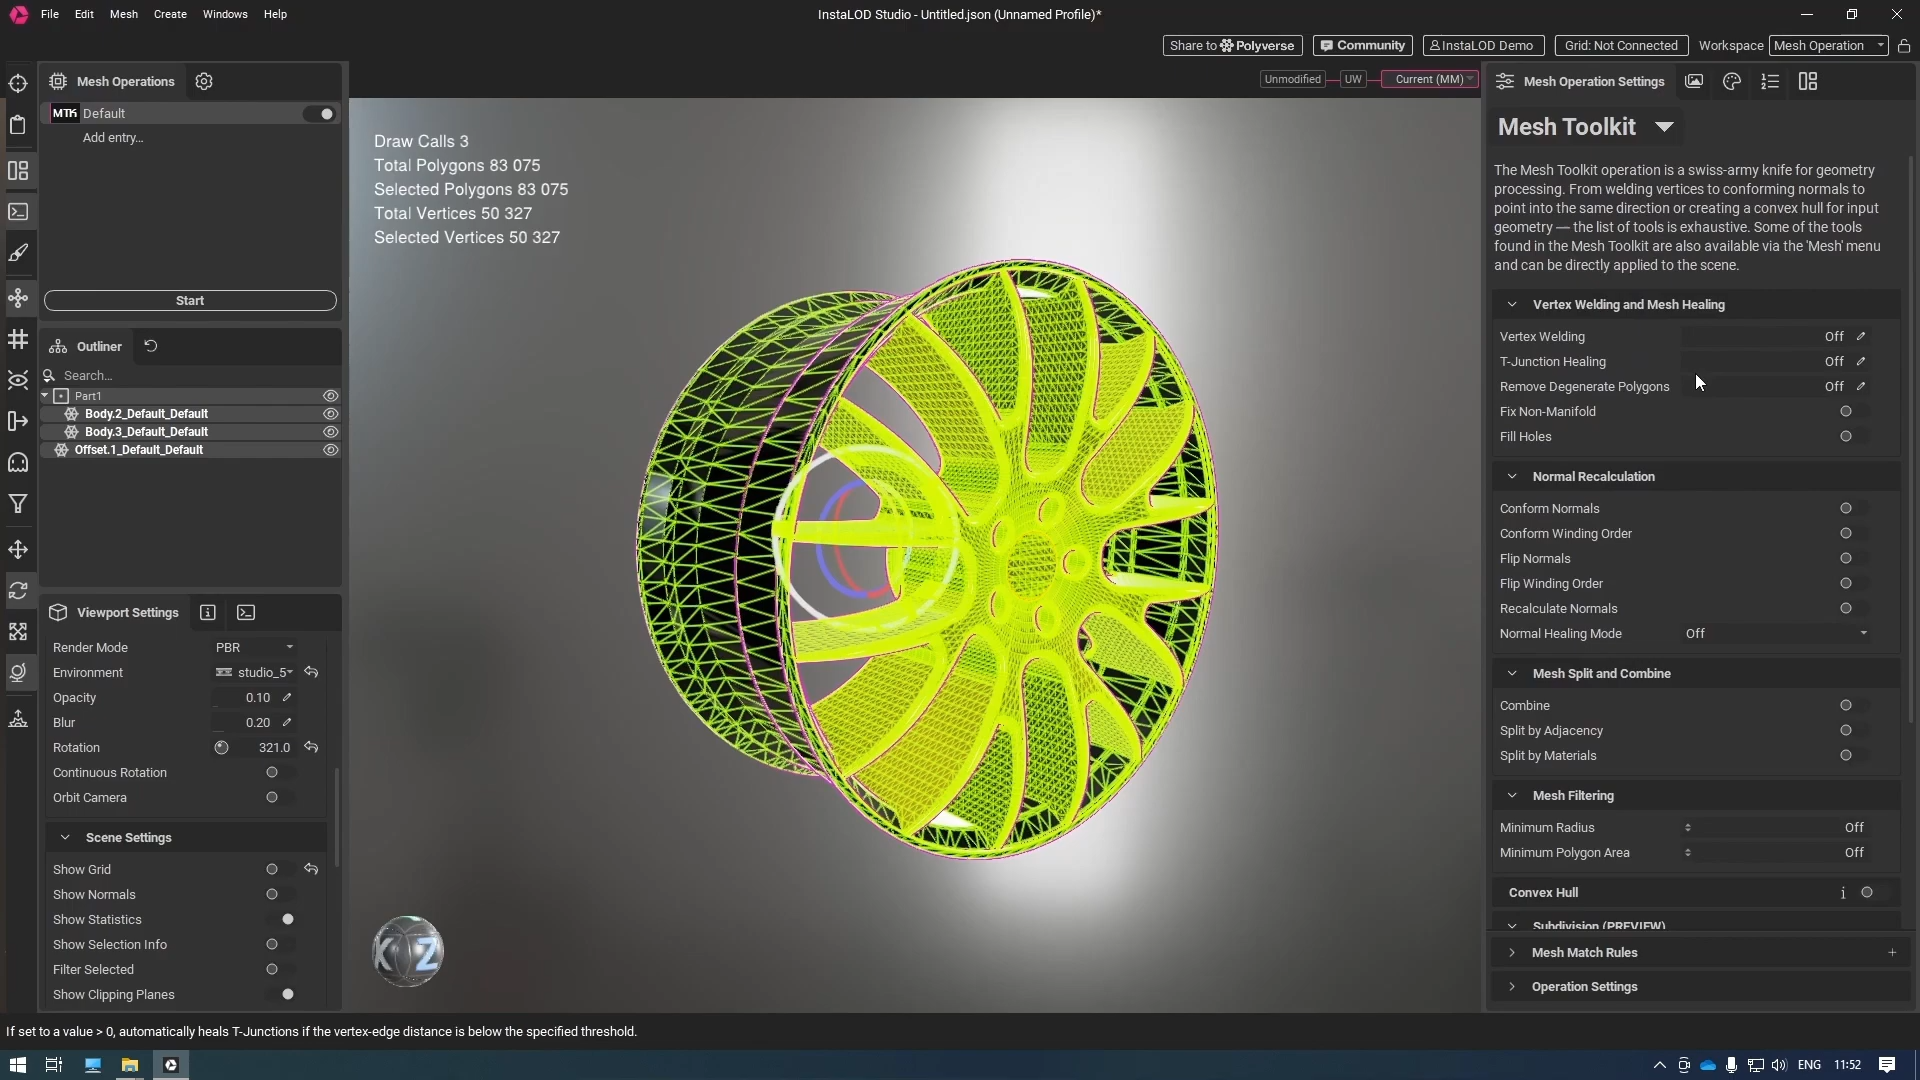 File Edit Mesh Create Windows Help
InstaLOD Studio - Untitled.json (Unnamed Profile)*
Share to Polyverse
Community
InstaLOD Demo
Grid: Not Connected
Workspace
Mesh Operation
Mesh Operations
MTK Default
Add entry...
Start
Outliner
Search...
Part1
Body.2_Default_Default
Body.3_Default_Default
Offset.1_Default_Default
Viewport Settings
Render Mode PBR
Environment studio_5
Opacity 0.10
Blur 0.20
Rotation 321.0
Continuous Rotation
Orbit Camera
Scene Settings
Show Grid
Show Normals
Show Statistics
Show Selection Info
Filter Selected
Show Clipping Planes
Unmodified
UW
Current (MM)
Draw Calls 3
Total Polygons 83 075
Selected Polygons 83 075
Total Vertices 50 327
Selected Vertices 50 327
X Z
Mesh Operation Settings
Mesh Toolkit
The Mesh Toolkit operation is a swiss-army knife for geometry
processing. From welding vertices to conforming normals to
point into the same direction or creating a convex hull for input
geometry — the list of tools is exhaustive. Some of the tools
found in the Mesh Toolkit are also available via the 'Mesh' menu
and can be directly applied to the scene.
Vertex Welding and Mesh Healing
Vertex Welding Off
T-Junction Healing Off
Remove Degenerate Polygons Off
Fix Non-Manifold
Fill Holes
Normal Recalculation
Conform Normals
Conform Winding Order
Flip Normals
Flip Winding Order
Recalculate Normals
Normal Healing Mode Off
Mesh Split and Combine
Combine
Split by Adjacency
Split by Materials
Mesh Filtering
Minimum Radius Off
Minimum Polygon Area Off
Convex Hull i
Subdivision (PREVIEW)
Mesh Match Rules +
Operation Settings
If set to a value > 0, automatically heals T-Junctions if the vertex-edge distance is below the specified threshold.
ENG 11:52